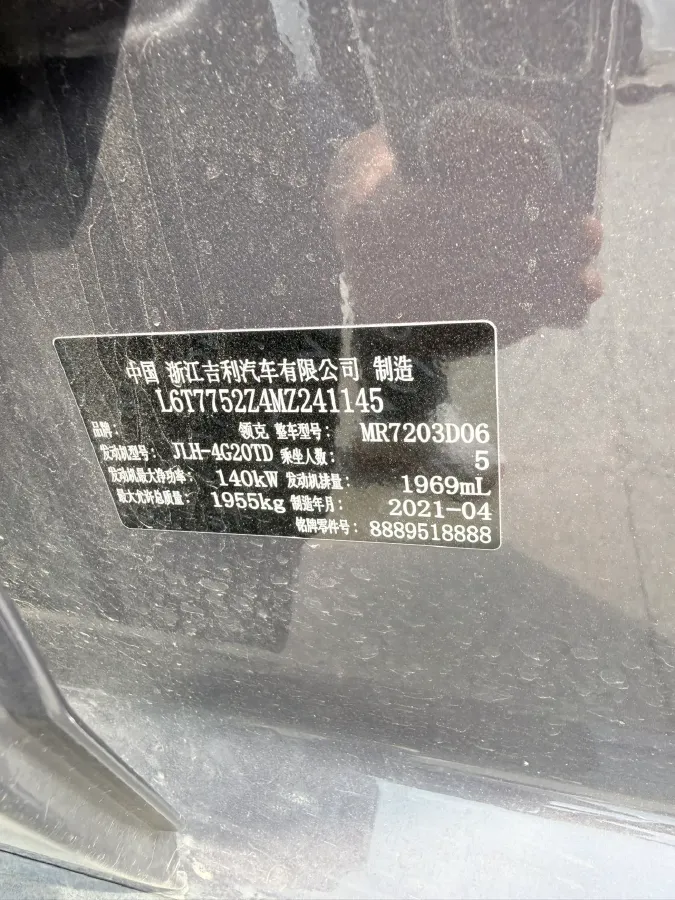 中国 浙江吉利汽车有限公司 制造
L6T7752Z4MZ241145
品牌： 领克 整车型号： MR7203D06
发动机型号： JLH-4G20TD 乘坐人数： 5
发动机最大净功率： 140kW 发动机排量： 1969mL
最大允许总质量： 1955kg 制造年月： 2021-04
铭牌零件号： 8889518888